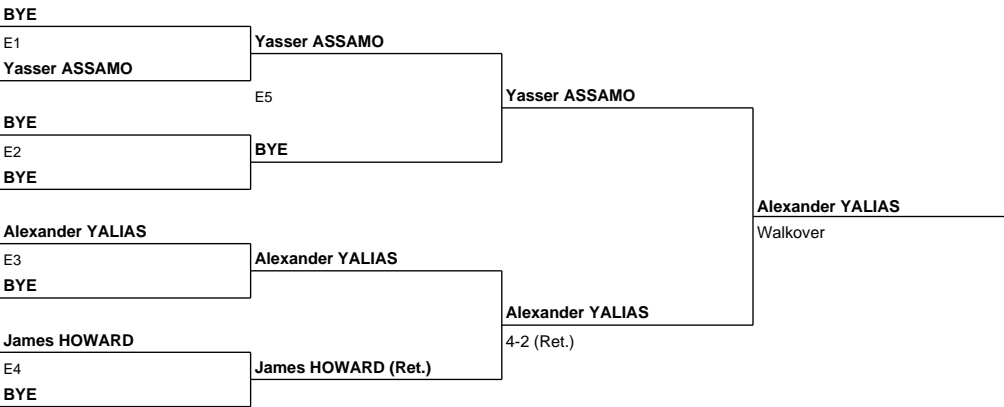 BYE
E1
Yasser ASSAMO
Yasser ASSAMO
E5
Yasser ASSAMO
BYE
E2
BYE
BYE
Alexander YALIAS
Walkover
Alexander YALIAS
E3
BYE
Alexander YALIAS
Alexander YALIAS
4-2 (Ret.)
James HOWARD
E4
BYE
James HOWARD (Ret.)